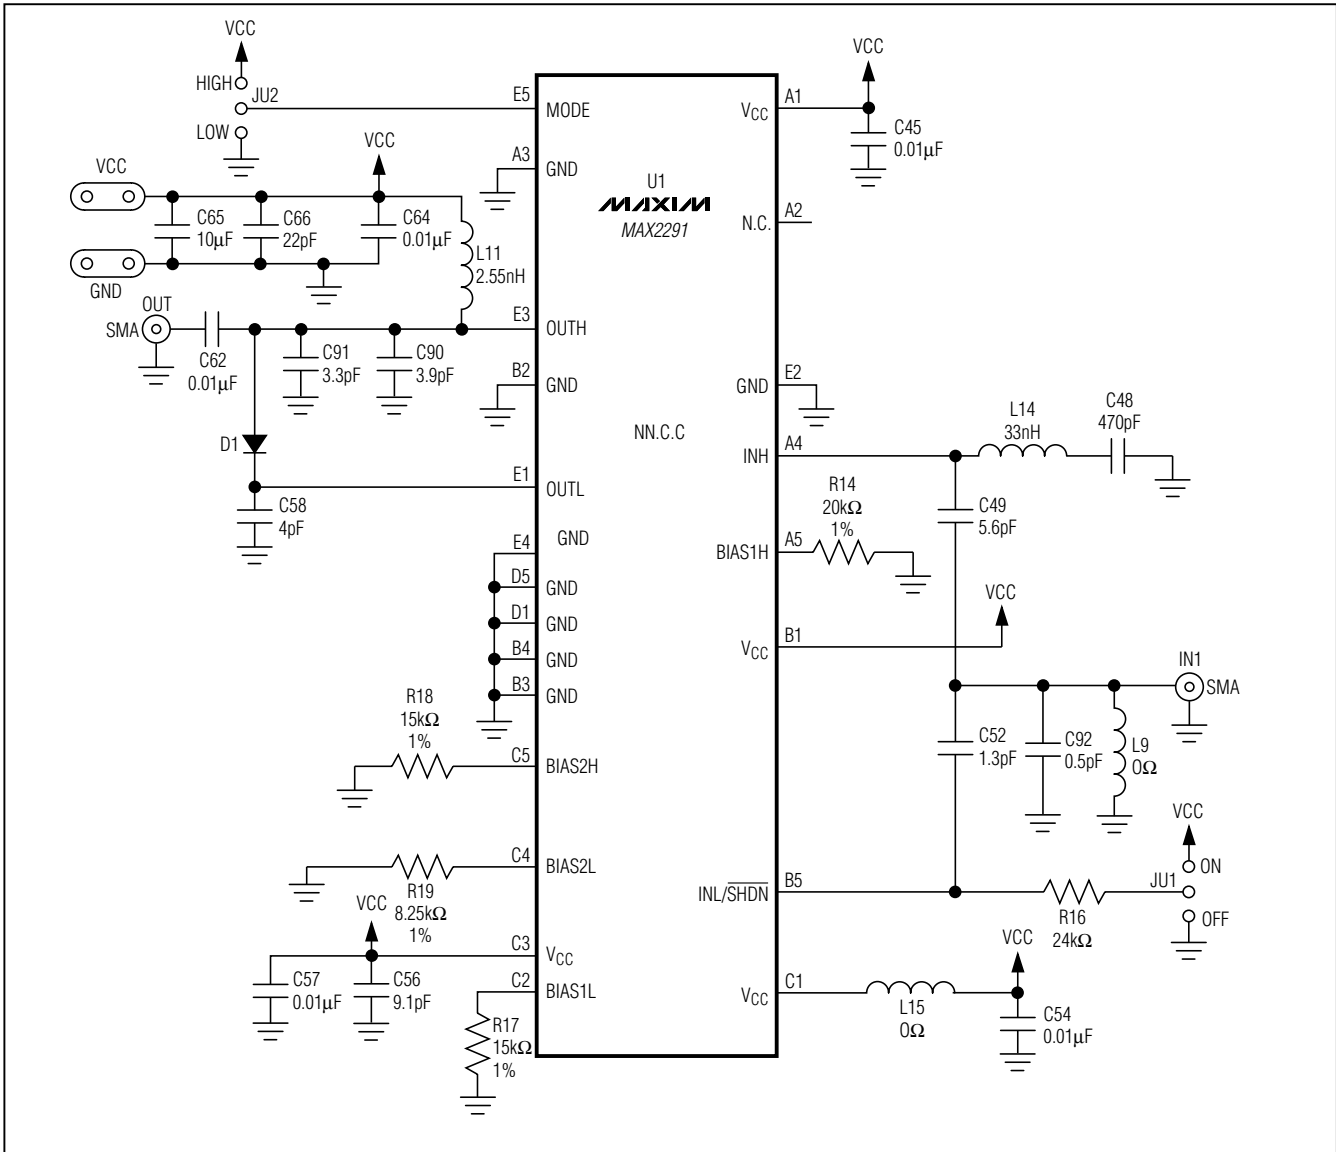 VCC
HIGH
JU2
LOW
E5
MODE
A3
GND
VCC
VCC
C65
10μF
C66
22pF
C64
0.01μF
L11
2.55nH
GND
OUT
SMA
C62
0.01μF
E3
OUTH
C91
3.3pF
C90
3.9pF
B2
GND
D1
E1
OUTL
C58
4pF
E4
GND
D5
GND
D1
GND
B4
GND
B3
GND
R18
15kΩ
1%
C5
BIAS2H
C4
BIAS2L
R19
8.25kΩ
1%
VCC
C3
VCC
C57
0.01μF
C56
9.1pF
C2
BIAS1L
R17
15kΩ
1%
U1
MAXIM
MAX2291
NN.C.C
VCC
A1
VCC
C45
0.01μF
N.C.
A2
GND
E2
INH
A4
L14
33nH
C48
470pF
R14
20kΩ
1%
C49
5.6pF
BIAS1H
A5
VCC
VCC
B1
IN1
SMA
C52
1.3pF
C92
0.5pF
L9
0Ω
VCC
ON
JU1
OFF
INL/SHDN
B5
R16
24kΩ
VCC
VCC
C1
L15
0Ω
C54
0.01μF